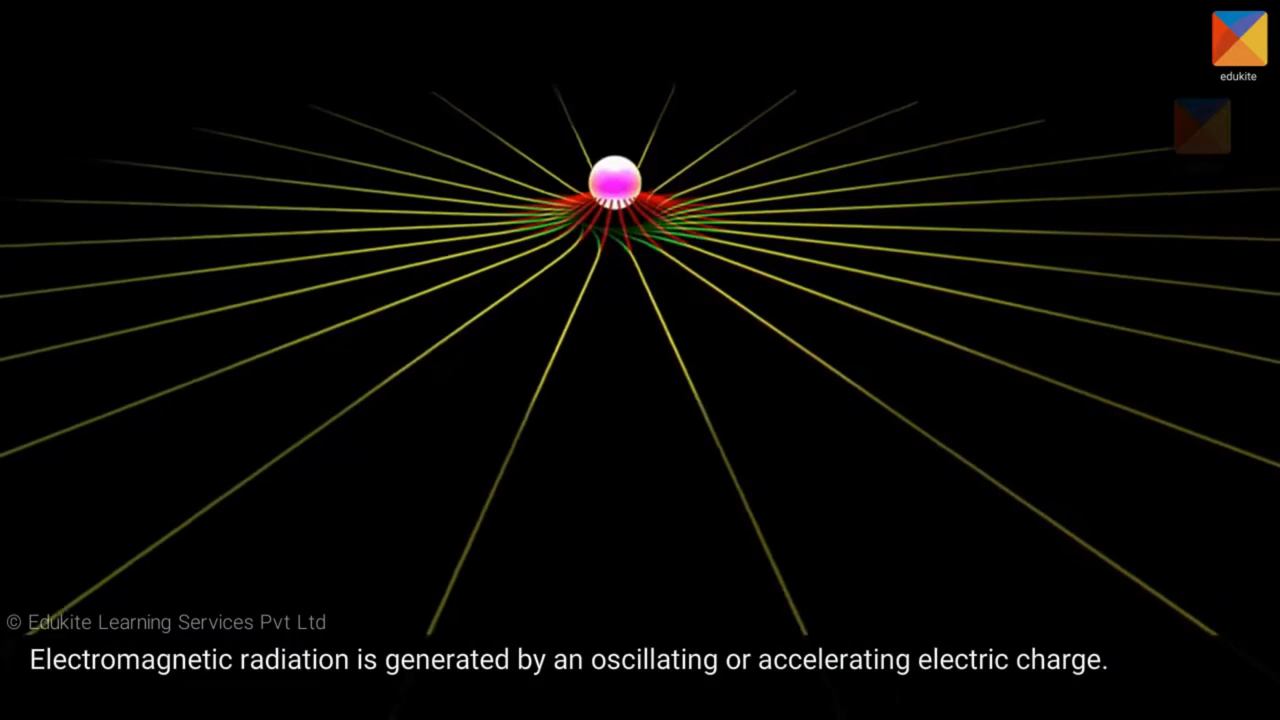 edukite
© Edukite Learning Services Pvt Ltd
Electromagnetic radiation is generated by an oscillating or accelerating electric charge.